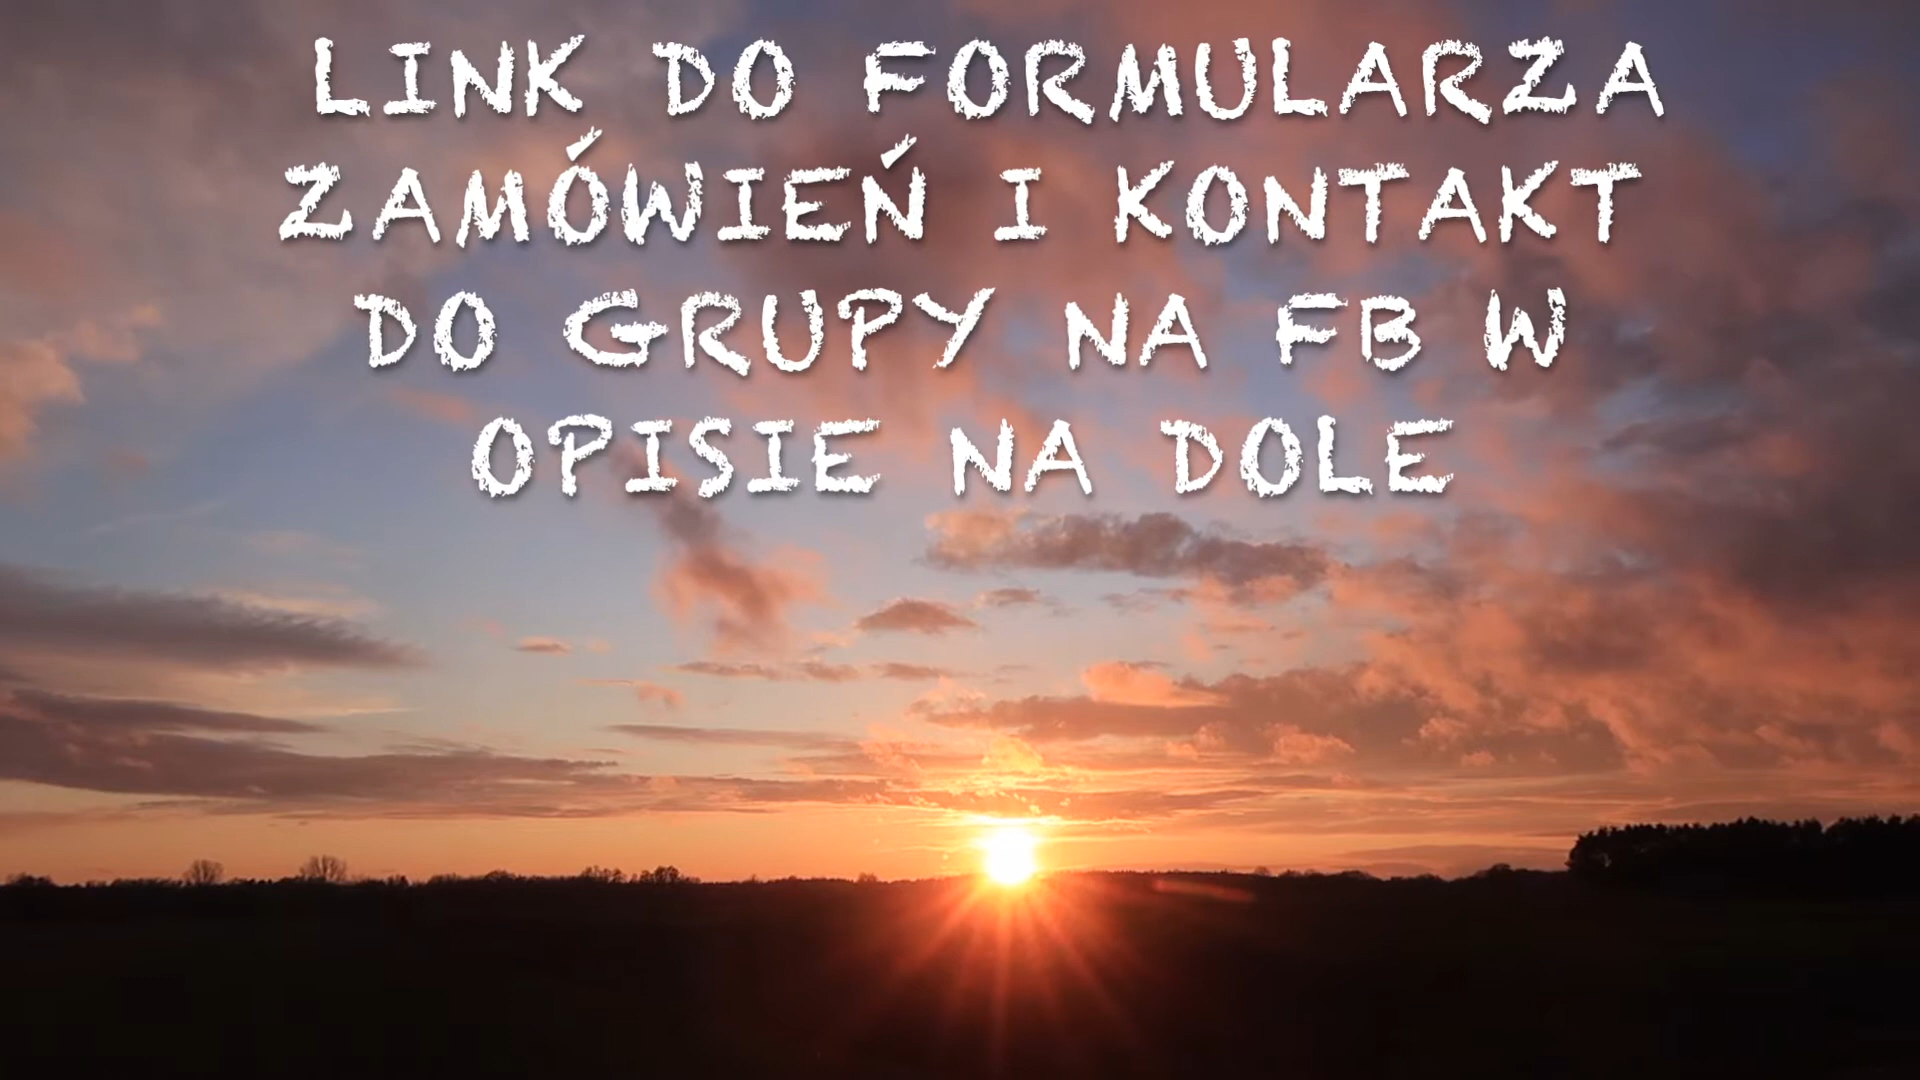 LINK DO FORMULARZA
ZAMÓWIEŃ I KONTAKT
DO GRUPY NA FB W
OPISIE NA DOLE